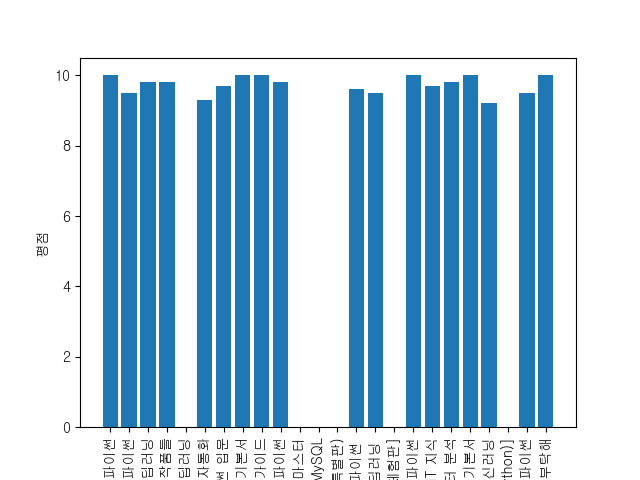 10
8
6
4
2
0
평점
파이썬
파이썬
딥러닝
작품들
딥러닝
자동화
썬 입문
기본서
가이드
파이썬
마스터
MySQL
특별판)
파이썬
딥러닝
체험판]
파이썬
IT 지식
터 분석
기본서
신러닝
thon)]
파이썬
부탁해